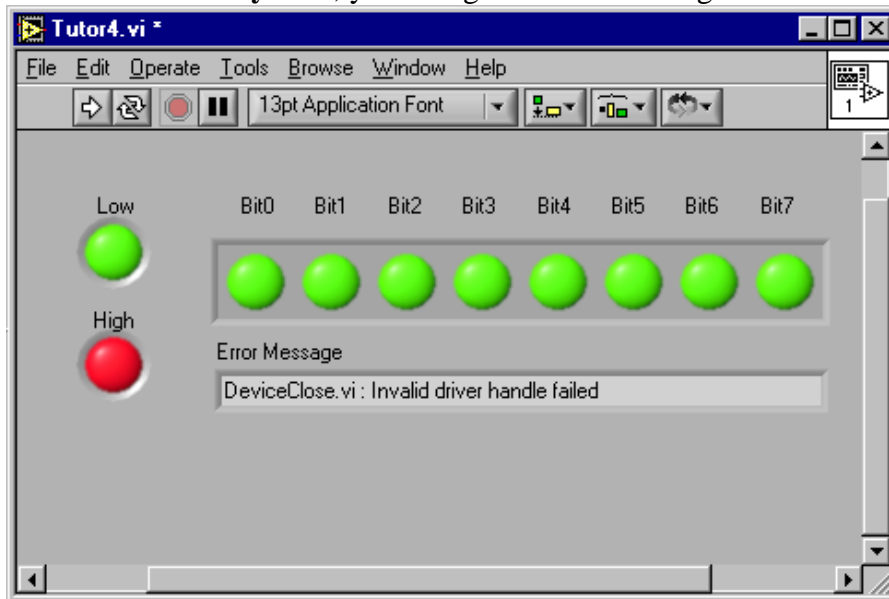 Tutor4.vi *
File Edit Operate Tools Browse Window Help
13pt Application Font
1
Low Bit0 Bit1 Bit2 Bit3 Bit4 Bit5 Bit6 Bit7
High
Error Message
DeviceClose.vi : Invalid driver handle failed